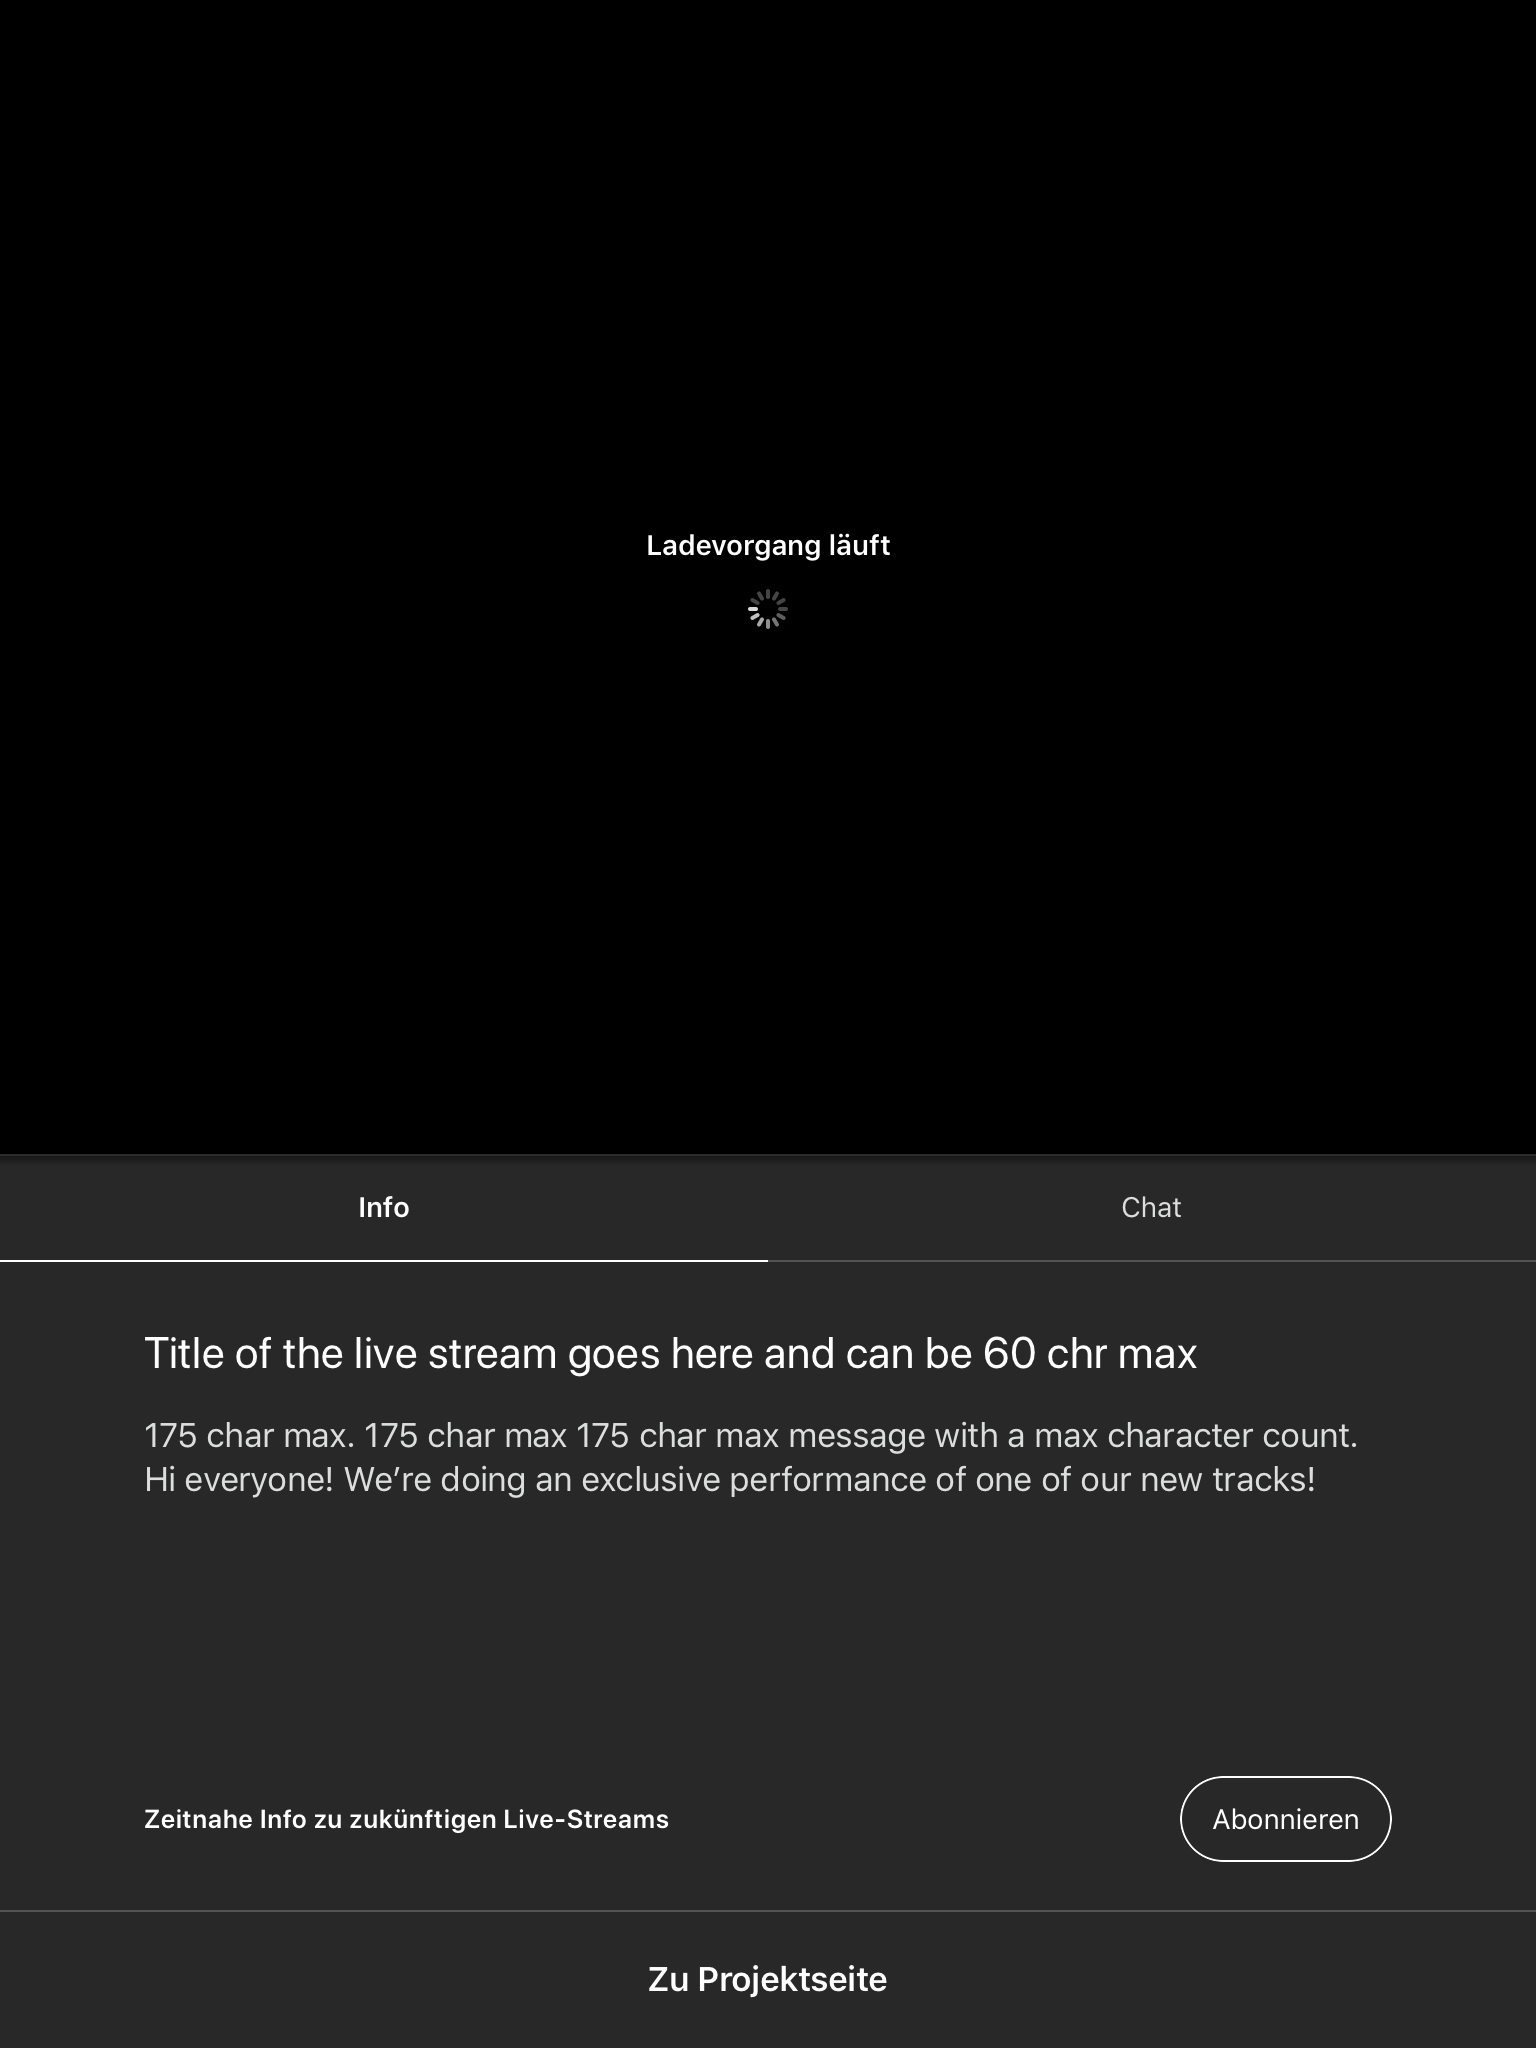 Ladevorgang läuft
Info
Chat
Title of the live stream goes here and can be 60 chr max
175 char max. 175 char max 175 char max message with a max character count.
Hi everyone! We’re doing an exclusive performance of one of our new tracks!
Zeitnahe Info zu zukünftigen Live-Streams
Abonnieren
Zu Projektseite